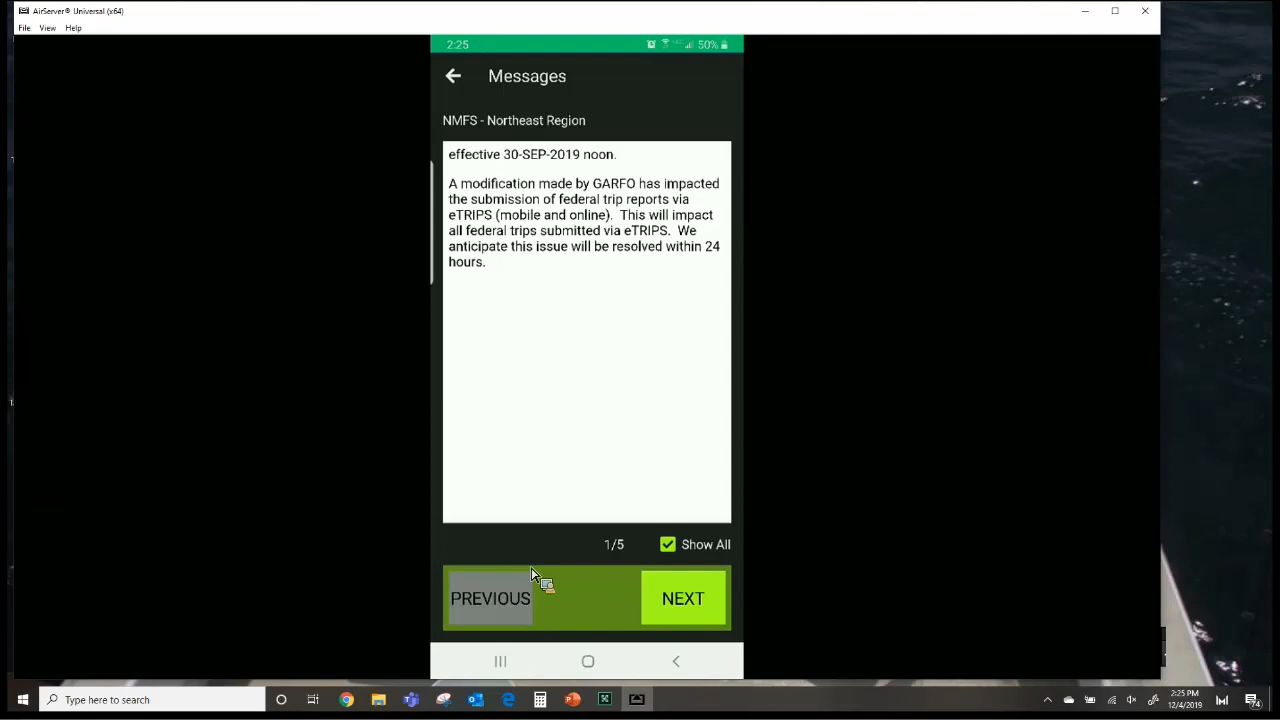 AirServer® Universal (x64)
File View Help
2:25 50%
Messages
NMFS - Northeast Region
effective 30-SEP-2019 noon.
A modification made by GARFO has impacted
the submission of federal trip reports via
eTRIPS (mobile and online). This will impact
all federal trips submitted via eTRIPS. We
anticipate this issue will be resolved within 24
hours.
1/5 Show All
PREVIOUS NEXT
Type here to search
2:25 PM
12/4/2019